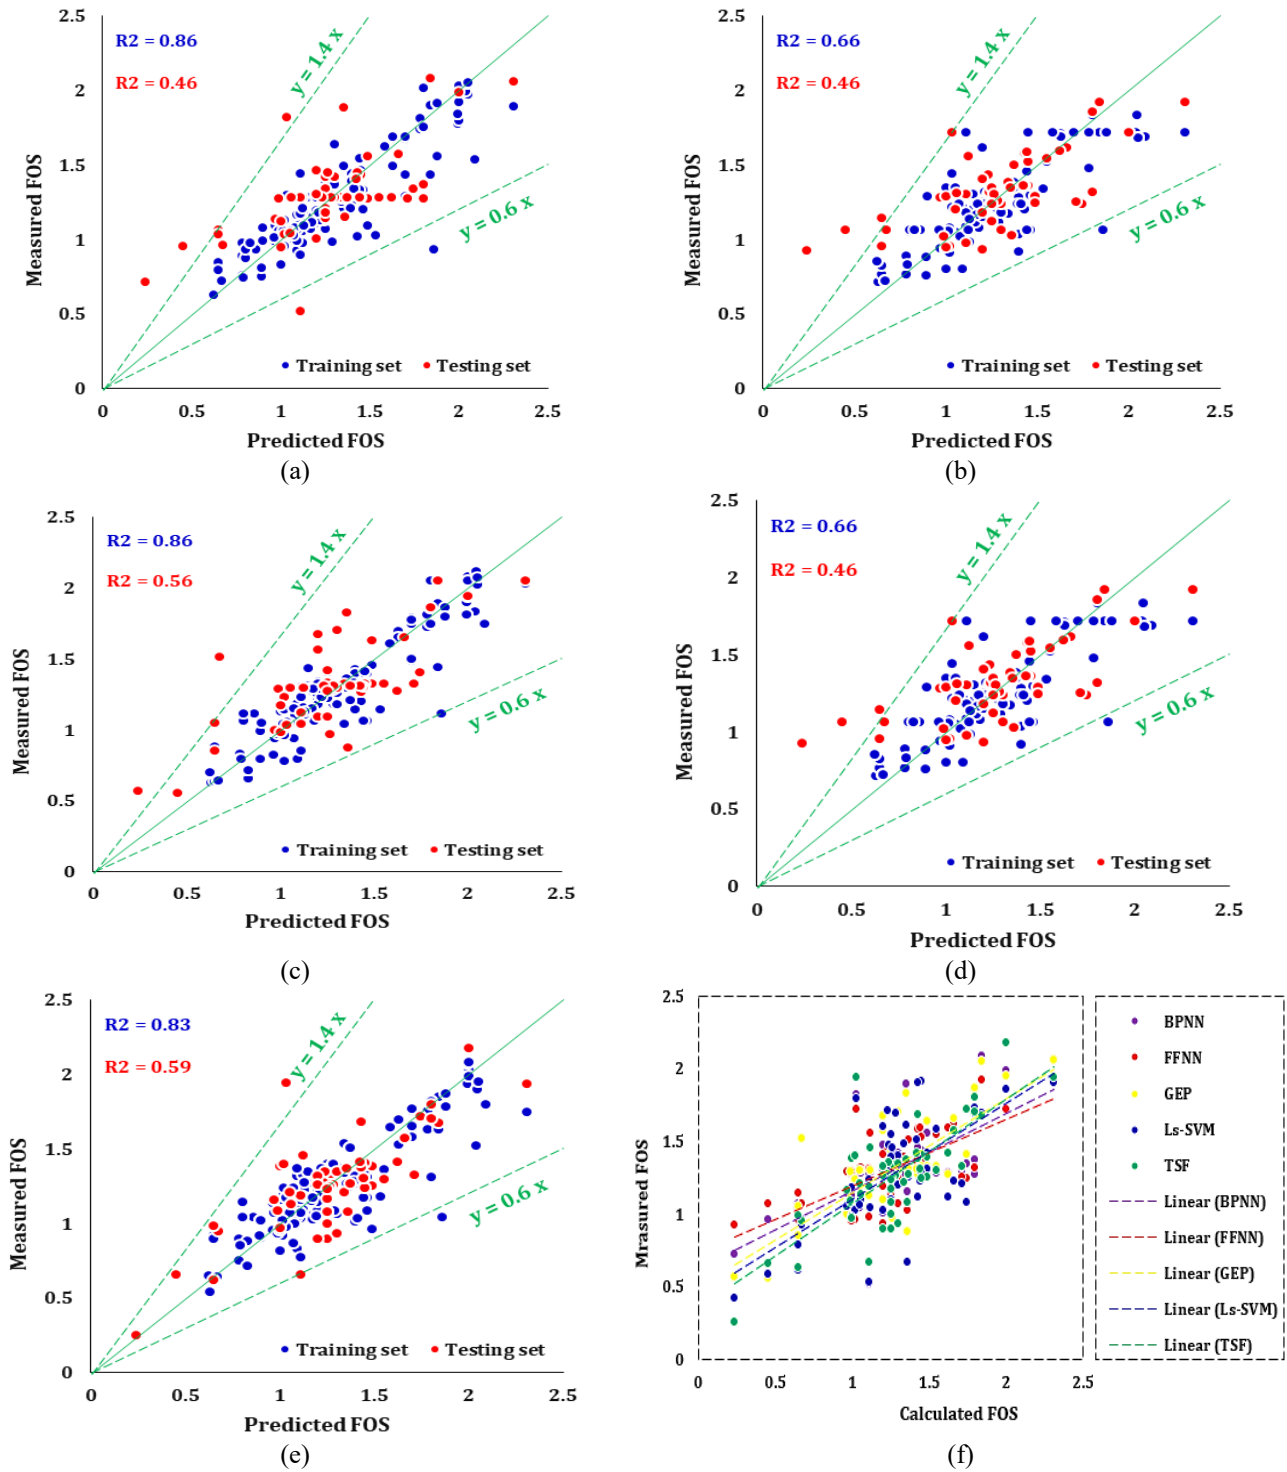 2.5
2
1.5
1
0.5
0
Measured FOS
R2 = 0.86
R2 = 0.46
y = 1.4 x
y = 0.6 x
Training set
Testing set
0 0.5 1 1.5 2 2.5
Predicted FOS
(a)
2.5
2
1.5
1
0.5
0
Measured FOS
R2 = 0.66
R2 = 0.46
y = 1.4 x
y = 0.6 x
Training set
Testing set
0 0.5 1 1.5 2 2.5
Predicted FOS
(b)
2.5
2
1.5
1
0.5
0
Measured FOS
R2 = 0.86
R2 = 0.56
y = 1.4 x
y = 0.6 x
Training set
Testing set
0 0.5 1 1.5 2 2.5
Predicted FOS
(c)
2.5
2
1.5
1
0.5
0
Measured FOS
R2 = 0.66
R2 = 0.46
y = 1.4 x
y = 0.6 x
Training set
Testing set
0 0.5 1 1.5 2 2.5
Predicted FOS
(d)
2.5
2
1.5
1
0.5
0
Measured FOS
R2 = 0.83
R2 = 0.59
y = 1.4 x
y = 0.6 x
Training set
Testing set
0 0.5 1 1.5 2 2.5
Predicted FOS
(e)
2.5
2
1.5
1
0.5
0
Mrasured FOS
0 0.5 1 1.5 2 2.5
Calculated FOS
BPNN
FFNN
GEP
Ls-SVM
TSF
Linear (BPNN)
Linear (FFNN)
Linear (GEP)
Linear (Ls-SVM)
Linear (TSF)
(f)